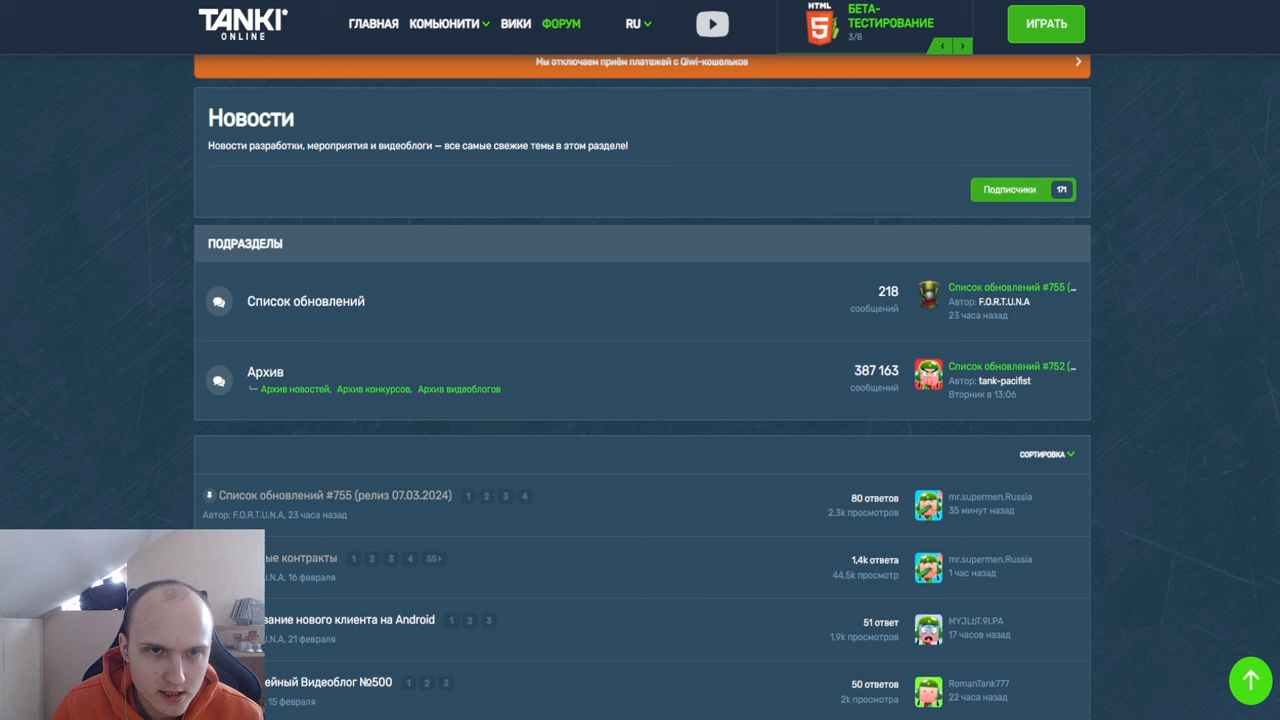 TANKI
ONLINE
ГЛАВНАЯ
КОМЬЮНИТИ
ВИКИ
ФОРУМ
RU
HTML
5
БЕТА-
ТЕСТИРОВАНИЕ
3/8
ИГРАТЬ
Мы отключаем приём платежей с Qiwi-кошельков
Новости
Новости разработки, мероприятия и видеоблоги — все самые свежие темы в этом разделе!
Подписчики 171
ПОДРАЗДЕЛЫ
Список обновлений
218
сообщений
Список обновлений #755 (...
Автор: F.O.R.T.U.N.A
23 часа назад
Архив
Архив новостей, Архив конкурсов, Архив видеоблогов
387 163
сообщений
Список обновлений #752 (...
Автор: tank-pacifist
Вторник в 13:06
СОРТИРОВКА
Список обновлений #755 (релиз 07.03.2024) 1 2 3 4
Автор: F.O.R.T.U.N.A, 23 часа назад
80 ответов
2,3k просмотров
mr.supermen.Russia
35 минут назад
ые контракты 1 2 3 4 55
U.N.A, 16 февраля
1,4k ответа
44,5k просмотр
mr.supermen.Russia
1 час назад
вание нового клиента на Android 1 2 3
U.N.A, 21 февраля
51 ответ
1,9k просмотров
MYJLbT.9I.PA
17 часов назад
ейный Видеоблог №500 1 2 3
15 февраля
50 ответов
2k просмотра
RomanTank777
22 часа назад